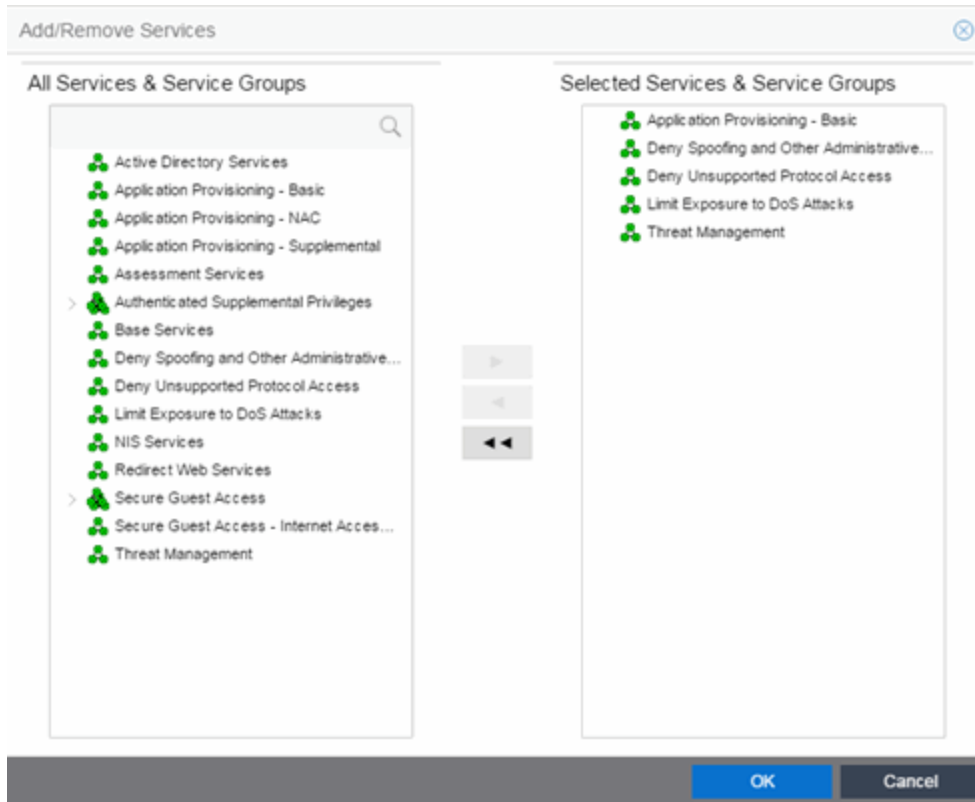 Add/Remove Services
All Services & Service Groups
Active Directory Services
Application Provisioning - Basic
Application Provisioning - NAC
Application Provisioning - Supplemental
Assessment Services
Authenticated Supplemental Privileges
Base Services
Deny Spoofing and Other Administrative...
Deny Unsupported Protocol Access
Limit Exposure to DoS Attacks
NIS Services
Redirect Web Services
Secure Guest Access
Secure Guest Access - Internet Acces...
Threat Management
Selected Services & Service Groups
Application Provisioning - Basic
Deny Spoofing and Other Administrative...
Deny Unsupported Protocol Access
Limit Exposure to DoS Attacks
Threat Management
OK
Cancel